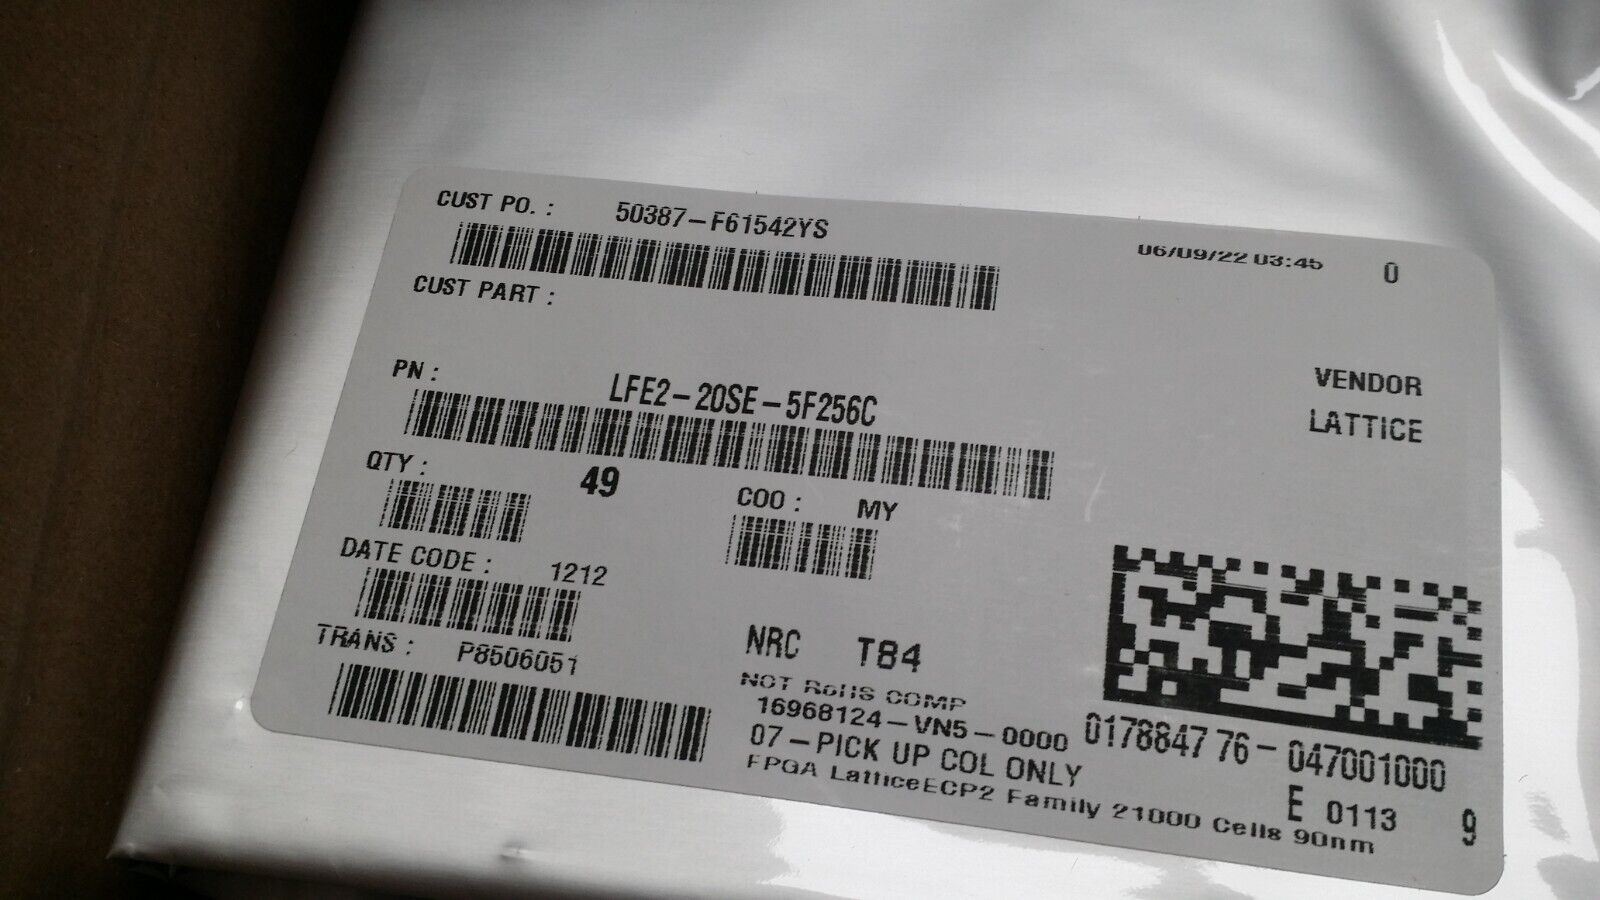 CUST PO. : 50387-F61542YS
06/09/22 03:45 0
CUST PART :
PN : LFE2-20SE-5F256C
VENDOR
LATTICE
QTY : 49
COO : MY
DATE CODE : 1212
TRANS : P8506051
NRC T84
NOT RoHS COMP
16968124-VN5-0000
07-PICK UP COL ONLY
FPGA LatticeECP2 Family 21000 Cells 90nm
017884776-047001000
E 0113 9